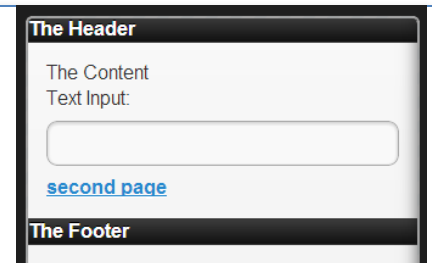 The Header
The Content
Text Input:
second page
The Footer